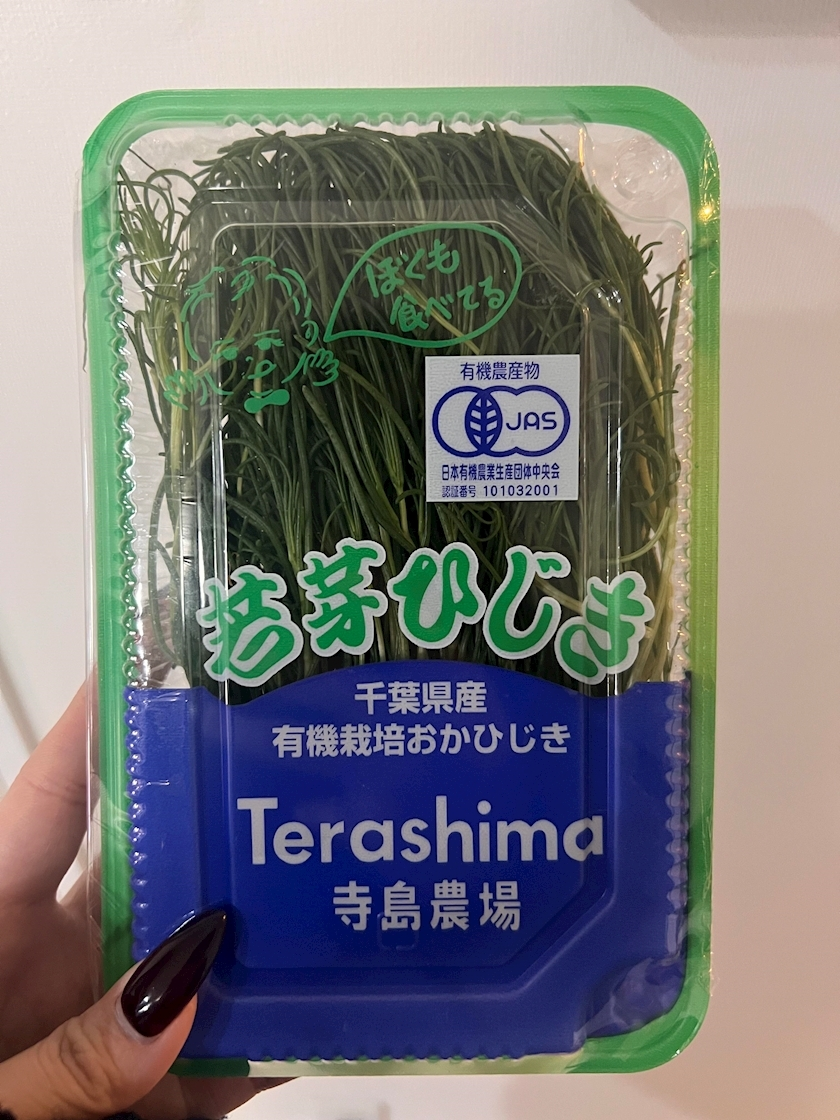 ぼくも
食べてる
有機農産物
JAS
日本有機農業生産団体中央会
認証番号 101032001
若芽ひじき
千葉県産
有機栽培おかひじき
Terashima
寺島農場